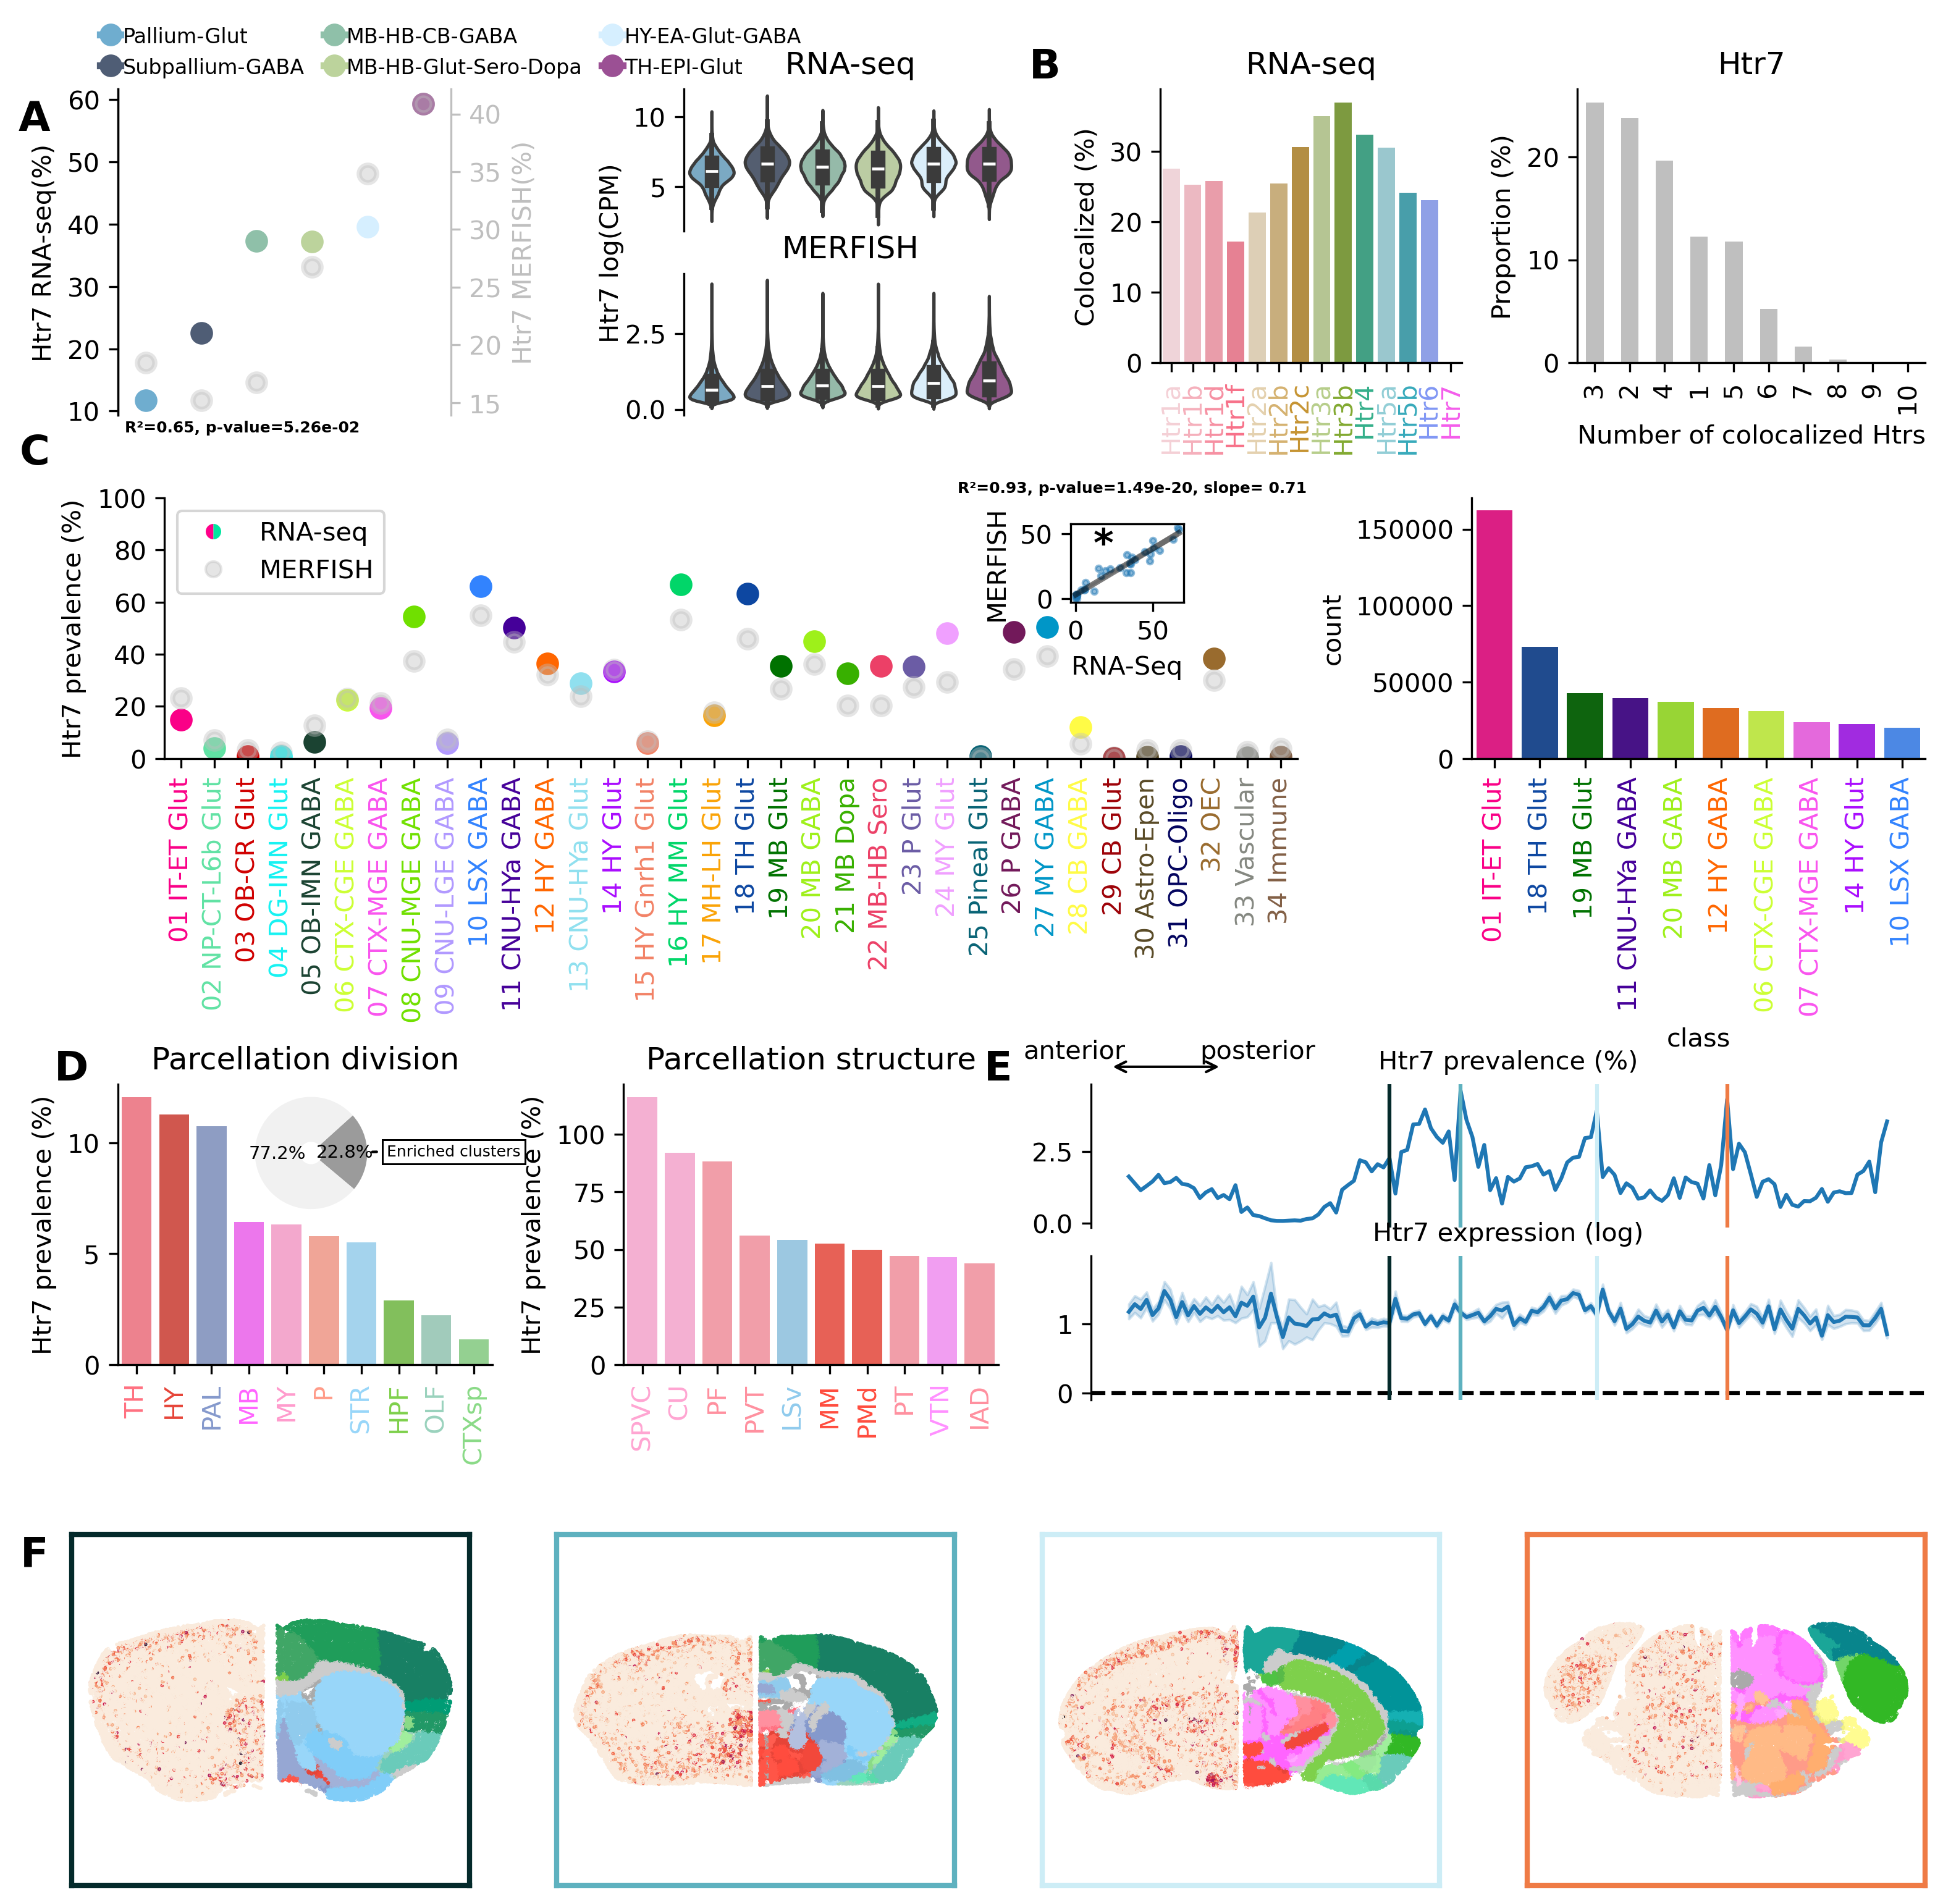 Pallium-Glut
MB-HB-CB-GABA
HY-EA-Glut-GABA
Subpallium-GABA
MB-HB-Glut-Sero-Dopa
TH-EPI-Glut
A
Htr7 RNA-seq(%)
60
50
40
30
20
10
40
35
30
25
20
15
Htr7 MERFISH(%)
R²=0.65, p-value=5.26e-02
RNA-seq
10
5
Htr7 log(CPM)
MERFISH
2.5
0.0
B
RNA-seq
Colocalized (%)
30
20
10
0
Htr1a
Htr1b
Htr1d
Htr1f
Htr2a
Htr2b
Htr2c
Htr3a
Htr3b
Htr4
Htr5a
Htr5b
Htr6
Htr7
Htr7
Proportion (%)
20
10
0
3
2
4
1
5
6
7
8
9
10
Number of colocalized Htrs
C
Htr7 prevalence (%)
100
80
60
40
20
0
RNA-seq
MERFISH
R²=0.93, p-value=1.49e-20, slope= 0.71
MERFISH
50
0
*
0
50
RNA-Seq
01 IT-ET Glut
02 NP-CT-L6b Glut
03 OB-CR Glut
04 DG-IMN Glut
05 OB-IMN GABA
06 CTX-CGE GABA
07 CTX-MGE GABA
08 CNU-MGE GABA
09 CNU-LGE GABA
10 LSX GABA
11 CNU-HYa GABA
12 HY GABA
13 CNU-HYa Glut
14 HY Glut
15 HY Gnrh1 Glut
16 HY MM Glut
17 MH-LH Glut
18 TH Glut
19 MB Glut
20 MB GABA
21 MB Dopa
22 MB-HB Sero
23 P Glut
24 MY Glut
25 Pineal Glut
26 P GABA
27 MY GABA
28 CB GABA
29 CB Glut
30 Astro-Epen
31 OPC-Oligo
32 OEC
33 Vascular
34 Immune
count
150000
100000
50000
0
01 IT-ET Glut
18 TH Glut
19 MB Glut
11 CNU-HYa GABA
20 MB GABA
12 HY GABA
06 CTX-CGE GABA
07 CTX-MGE GABA
14 HY Glut
10 LSX GABA
class
D
Parcellation division
Htr7 prevalence (%)
10
5
0
77.2%
22.8%
Enriched clusters
TH
HY
PAL
MB
MY
P
STR
HPF
OLF
CTXsp
Parcellation structure
Htr7 prevalence (%)
100
75
50
25
0
SPVC
CU
PF
PVT
LSv
MM
PMd
PT
VTN
IAD
E
anterior
posterior
Htr7 prevalence (%)
2.5
0.0
Htr7 expression (log)
1
0
F